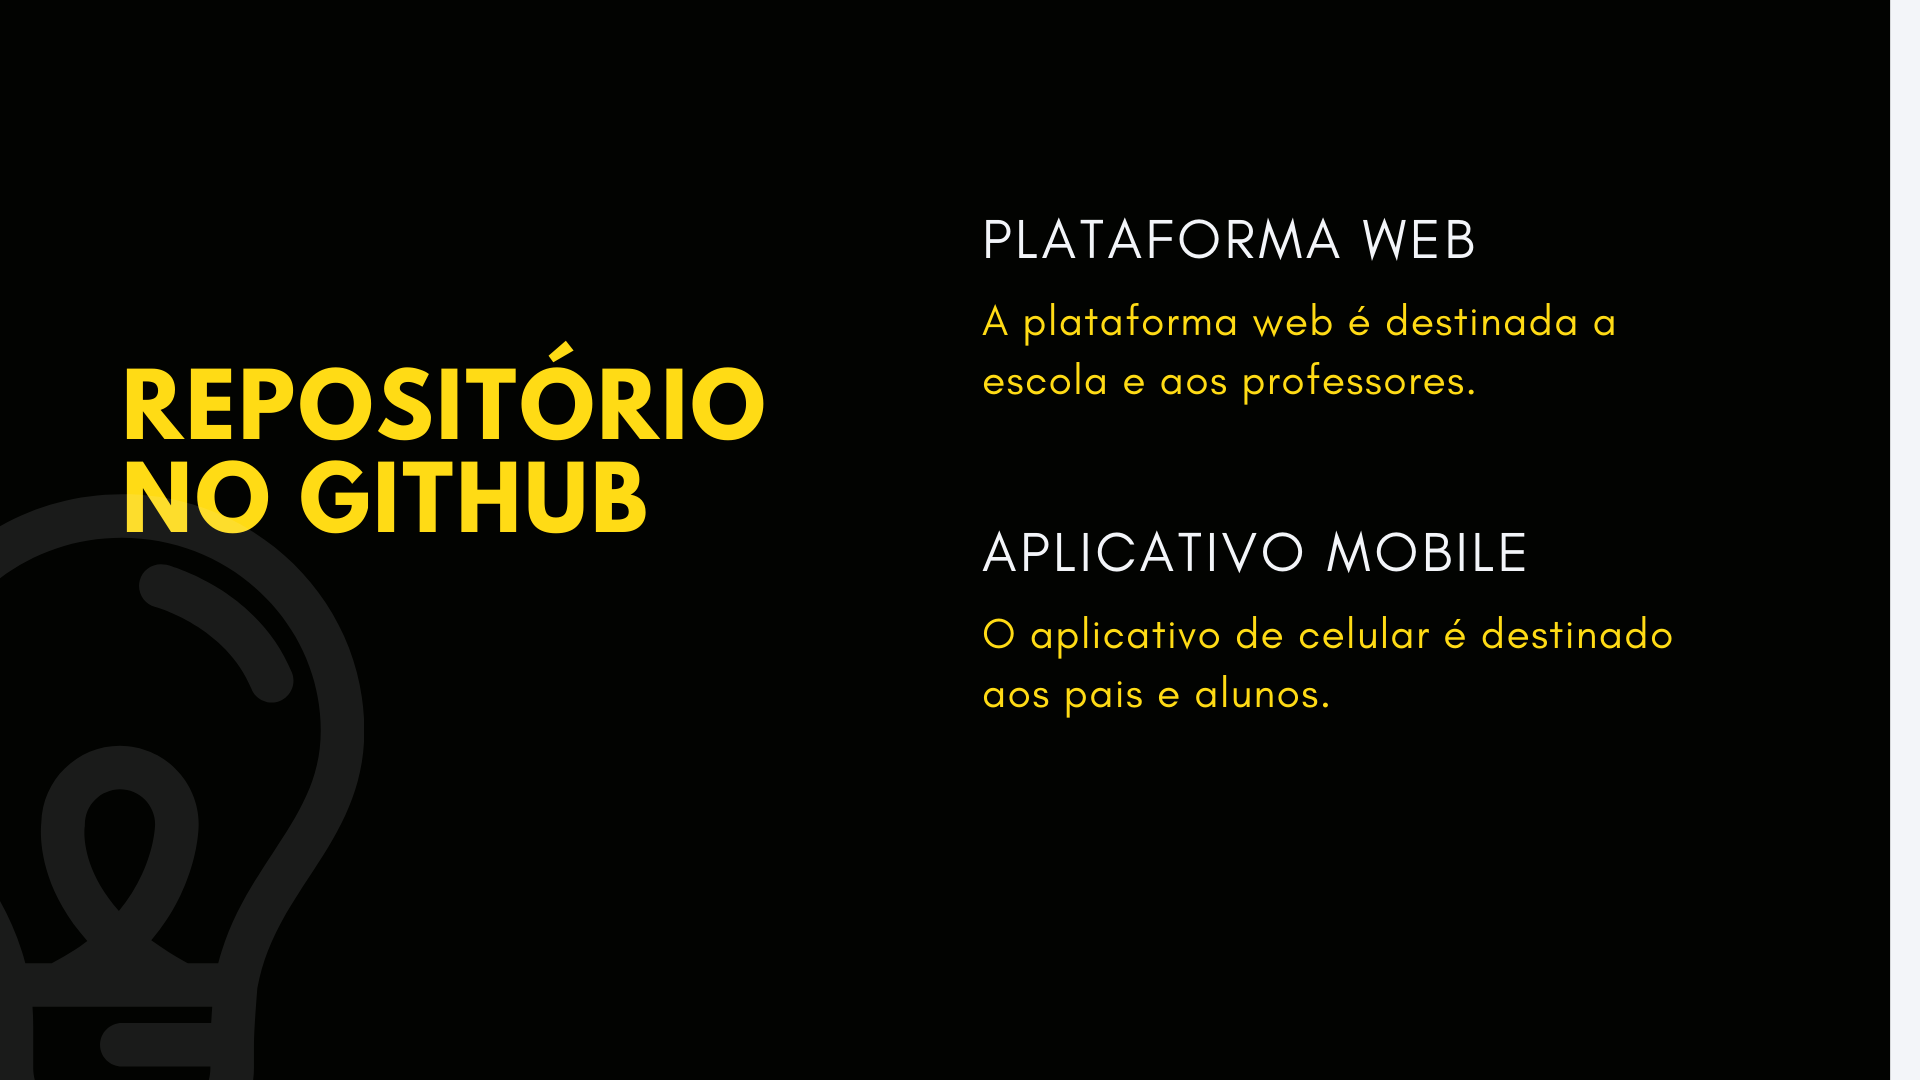 REPOSITÓRIO
NO GITHUB
PLATAFORMA WEB
A plataforma web é destinada a
escola e aos professores.
APLICATIVO MOBILE
O aplicativo de celular é destinado
aos pais e alunos.